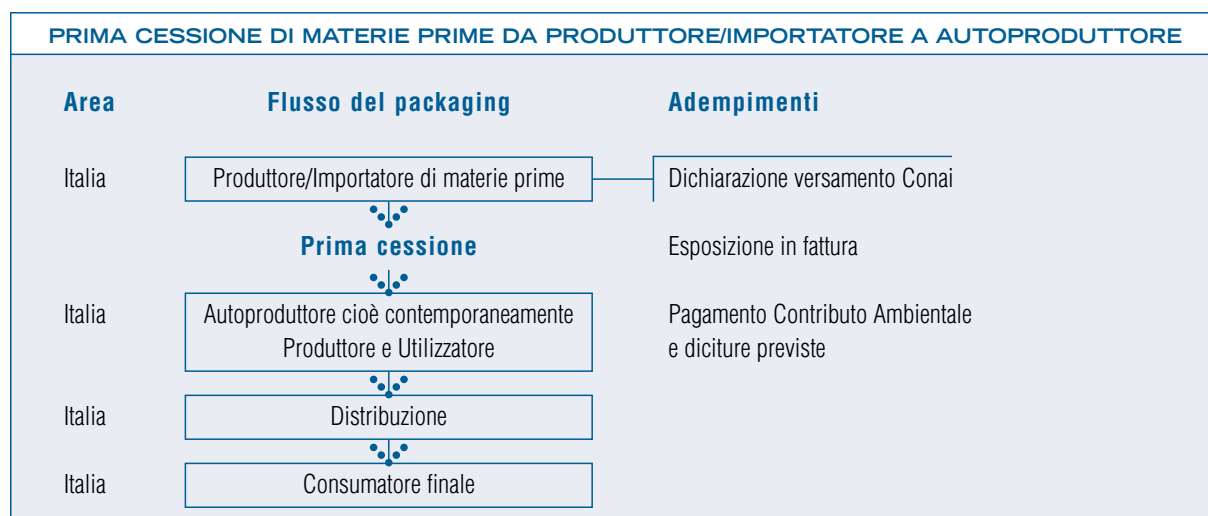 PRIMA CESSIONE DI MATERIE PRIME DA PRODUTTORE/IMPORTATORE A AUTOPRODUTTORE
Area Flusso del packaging Adempimenti
Italia Produttore/Importatore di materie prime Dichiarazione versamento Conai
Prima cessione Esposizione in fattura
Italia Autoproduttore cioè contemporaneamente Pagamento Contributo Ambientale
Produttore e Utilizzatore e diciture previste
Italia Distribuzione
Italia Consumatore finale